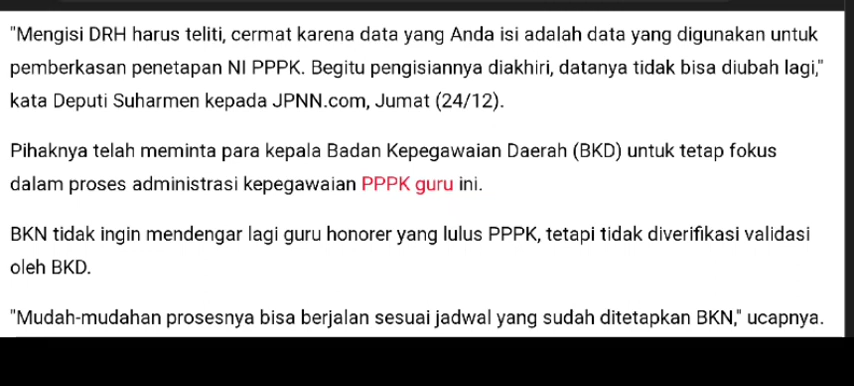 "Mengisi DRH harus teliti, cermat karena data yang Anda isi adalah data yang digunakan untuk
pemberkasan penetapan NI PPPK. Begitu pengisiannya diakhiri, datanya tidak bisa diubah lagi,"
kata Deputi Suharmen kepada JPNN.com, Jumat (24/12).
Pihaknya telah meminta para kepala Badan Kepegawaian Daerah (BKD) untuk tetap fokus
dalam proses administrasi kepegawaian PPPK guru ini.
BKN tidak ingin mendengar lagi guru honorer yang lulus PPPK, tetapi tidak diverifikasi validasi
oleh BKD.
"Mudah-mudahan prosesnya bisa berjalan sesuai jadwal yang sudah ditetapkan BKN," ucapnya.